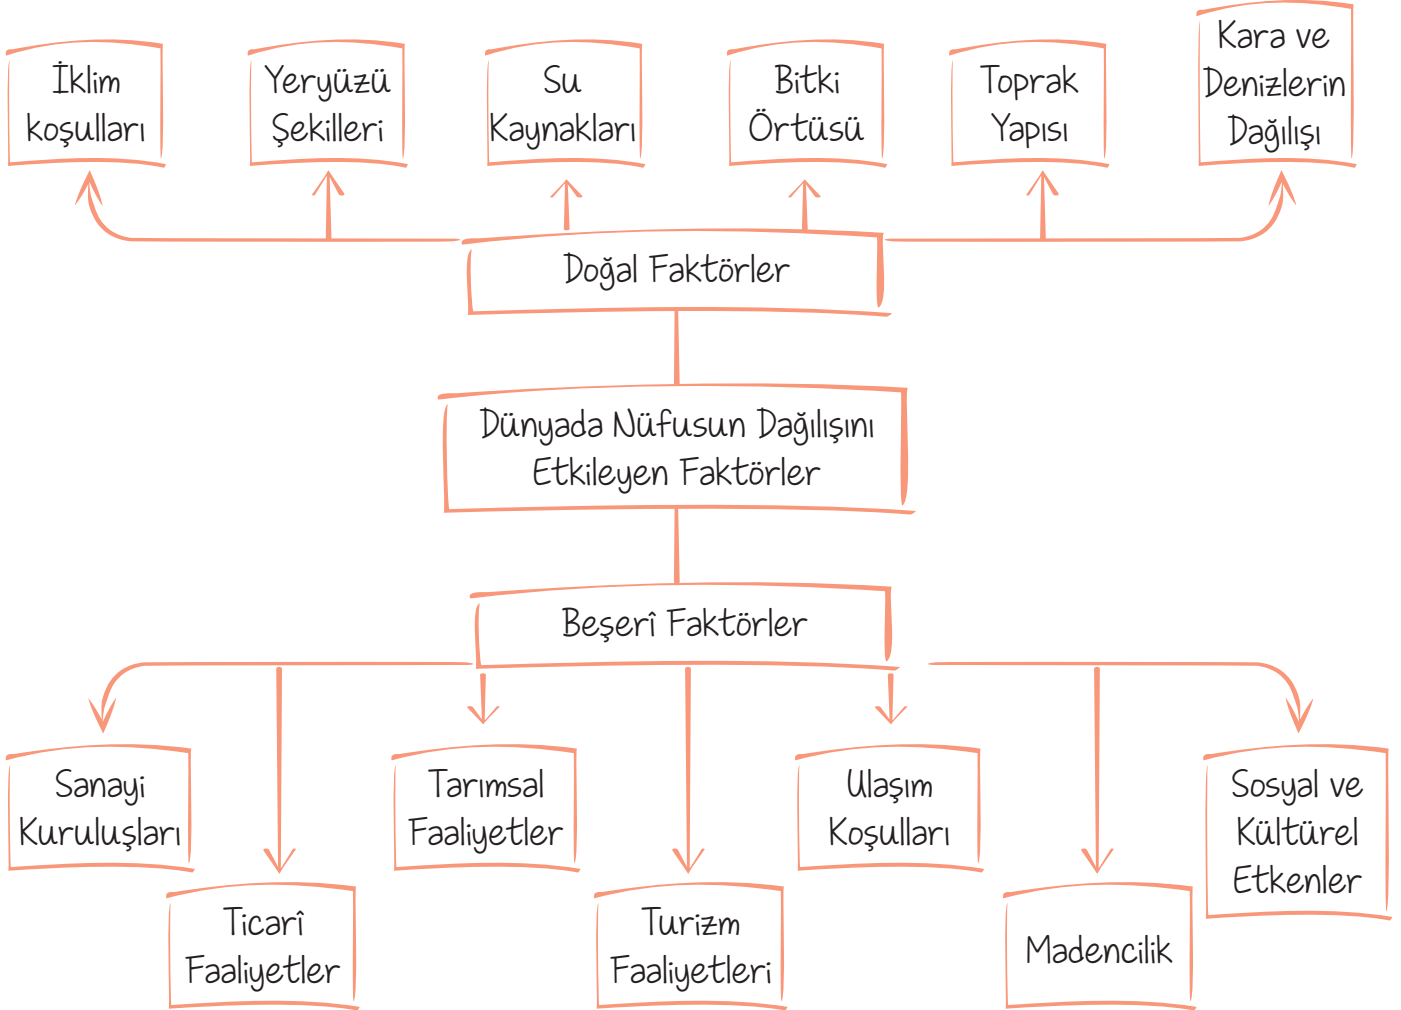 İklim
koşulları
Yeryüzü
Şekilleri
Su
Kaynakları
Bitki
Örtüsü
Toprak
Yapısı
Kara ve
Denizlerin
Dağılışı
Doğal Faktörler
Dünyada Nüfusun Dağılışını
Etkileyen Faktörler
Beşerî Faktörler
Sanayi
Kuruluşları
Ticarî
Faaliyetler
Tarımsal
Faaliyetler
Turizm
Faaliyetleri
Ulaşım
Koşulları
Madencilik
Sosyal ve
Kültürel
Etkenler